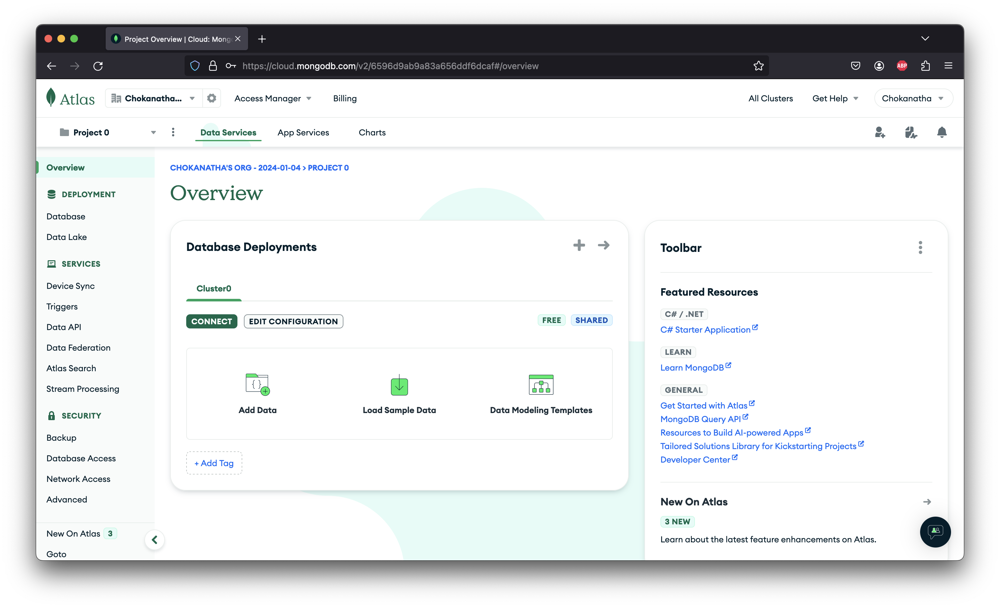 Project Overview | Cloud: Mong
https://cloud.mongodb.com/v2/6596d9ab9a83a656ddf6dcaf#/overview
ABP
Atlas
Chokanatha...
Access Manager
Billing
All Clusters
Get Help
Chokanatha
Project 0
Data Services
App Services
Charts
Overview
DEPLOYMENT
Database
Data Lake
SERVICES
Device Sync
Triggers
Data API
Data Federation
Atlas Search
Stream Processing
SECURITY
Backup
Database Access
Network Access
Advanced
New On Atlas 3
Goto
CHOKANATHA'S ORG - 2024-01-04 > PROJECT 0
Overview
Database Deployments
Cluster0
CONNECT
EDIT CONFIGURATION
FREE
SHARED
Add Data
Load Sample Data
Data Modeling Templates
+ Add Tag
Toolbar
Featured Resources
C# / .NET
C# Starter Application
LEARN
Learn MongoDB
GENERAL
Get Started with Atlas
MongoDB Query API
Resources to Build AI-powered Apps
Tailored Solutions Library for Kickstarting Projects
Developer Center
New On Atlas
3 NEW
Learn about the latest feature enhancements on Atlas.